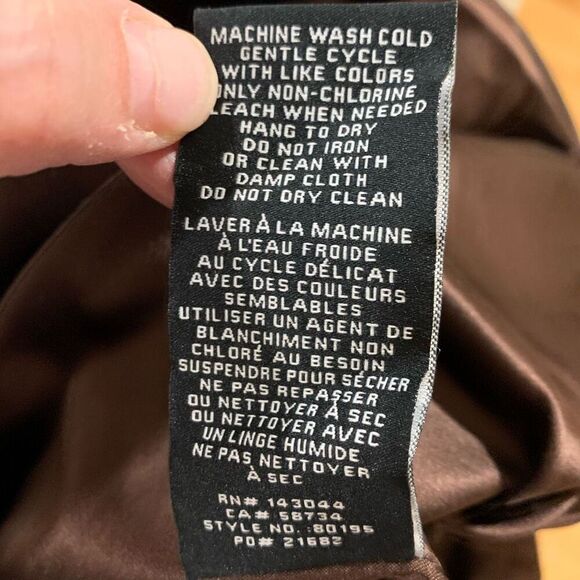 MACHINE WASH COLD
GENTLE CYCLE
WITH LIKE COLORS
ONLY NON-CHLORINE
BLEACH WHEN NEEDED
HANG TO DRY
DO NOT IRON
OR CLEAN WITH
DAMP CLOTH
DO NOT DRY CLEAN
LAVER À LA MACHINE
À L'EAU FROIDE
AU CYCLE DÉLICAT
AVEC DES COULEURS
SEMBLABLES
UTILISER UN AGENT DE
BLANCHIMENT NON
CHLORÉ AU BESOIN
SUSPENDRE POUR SÉCHER
NE PAS REPASSER
OU NETTOYER À SEC
OU NETTOYER AVEC
UN LINGE HUMIDE
NE PAS NETTOYER
À SEC
RN# 143044
CA# 58734
STYLE NO. :80195
PO# 21682